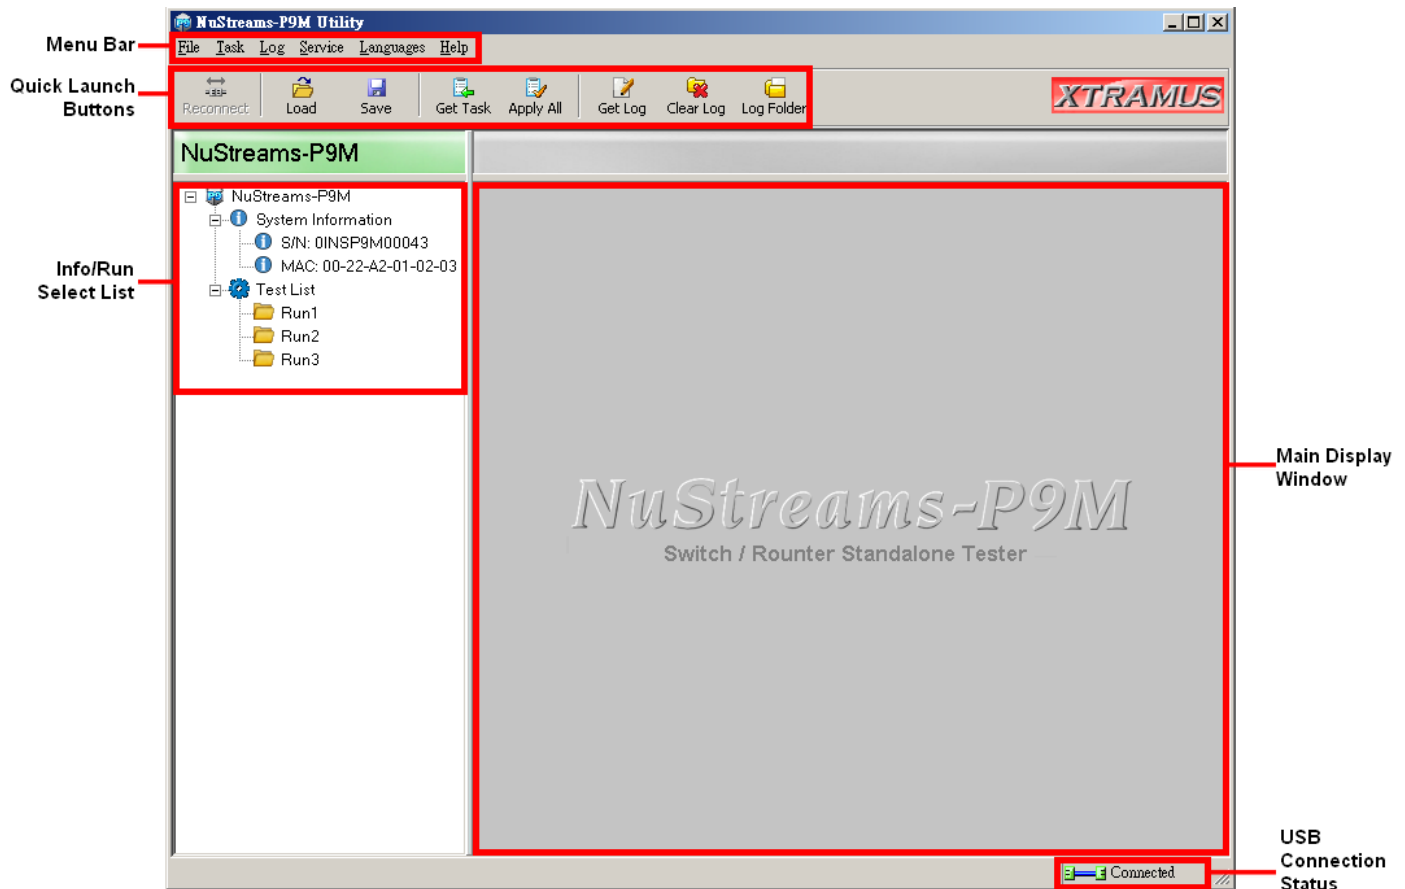 NuStreams-P9M Utility
Menu Bar
File Task Log Service Languages Help
Quick Launch
Buttons
Reconnect Load Save Get Task Apply All Get Log Clear Log Log Folder
XTRAMUS
NuStreams-P9M
NuStreams-P9M
System Information
S/N: 0INSP9M00043
MAC: 00-22-A2-01-02-03
Test List
Run1
Run2
Run3
Info/Run
Select List
NuStreams-P9M
Switch / Rounter Standalone Tester
Main Display
Window
Connected
USB
Connection
Status